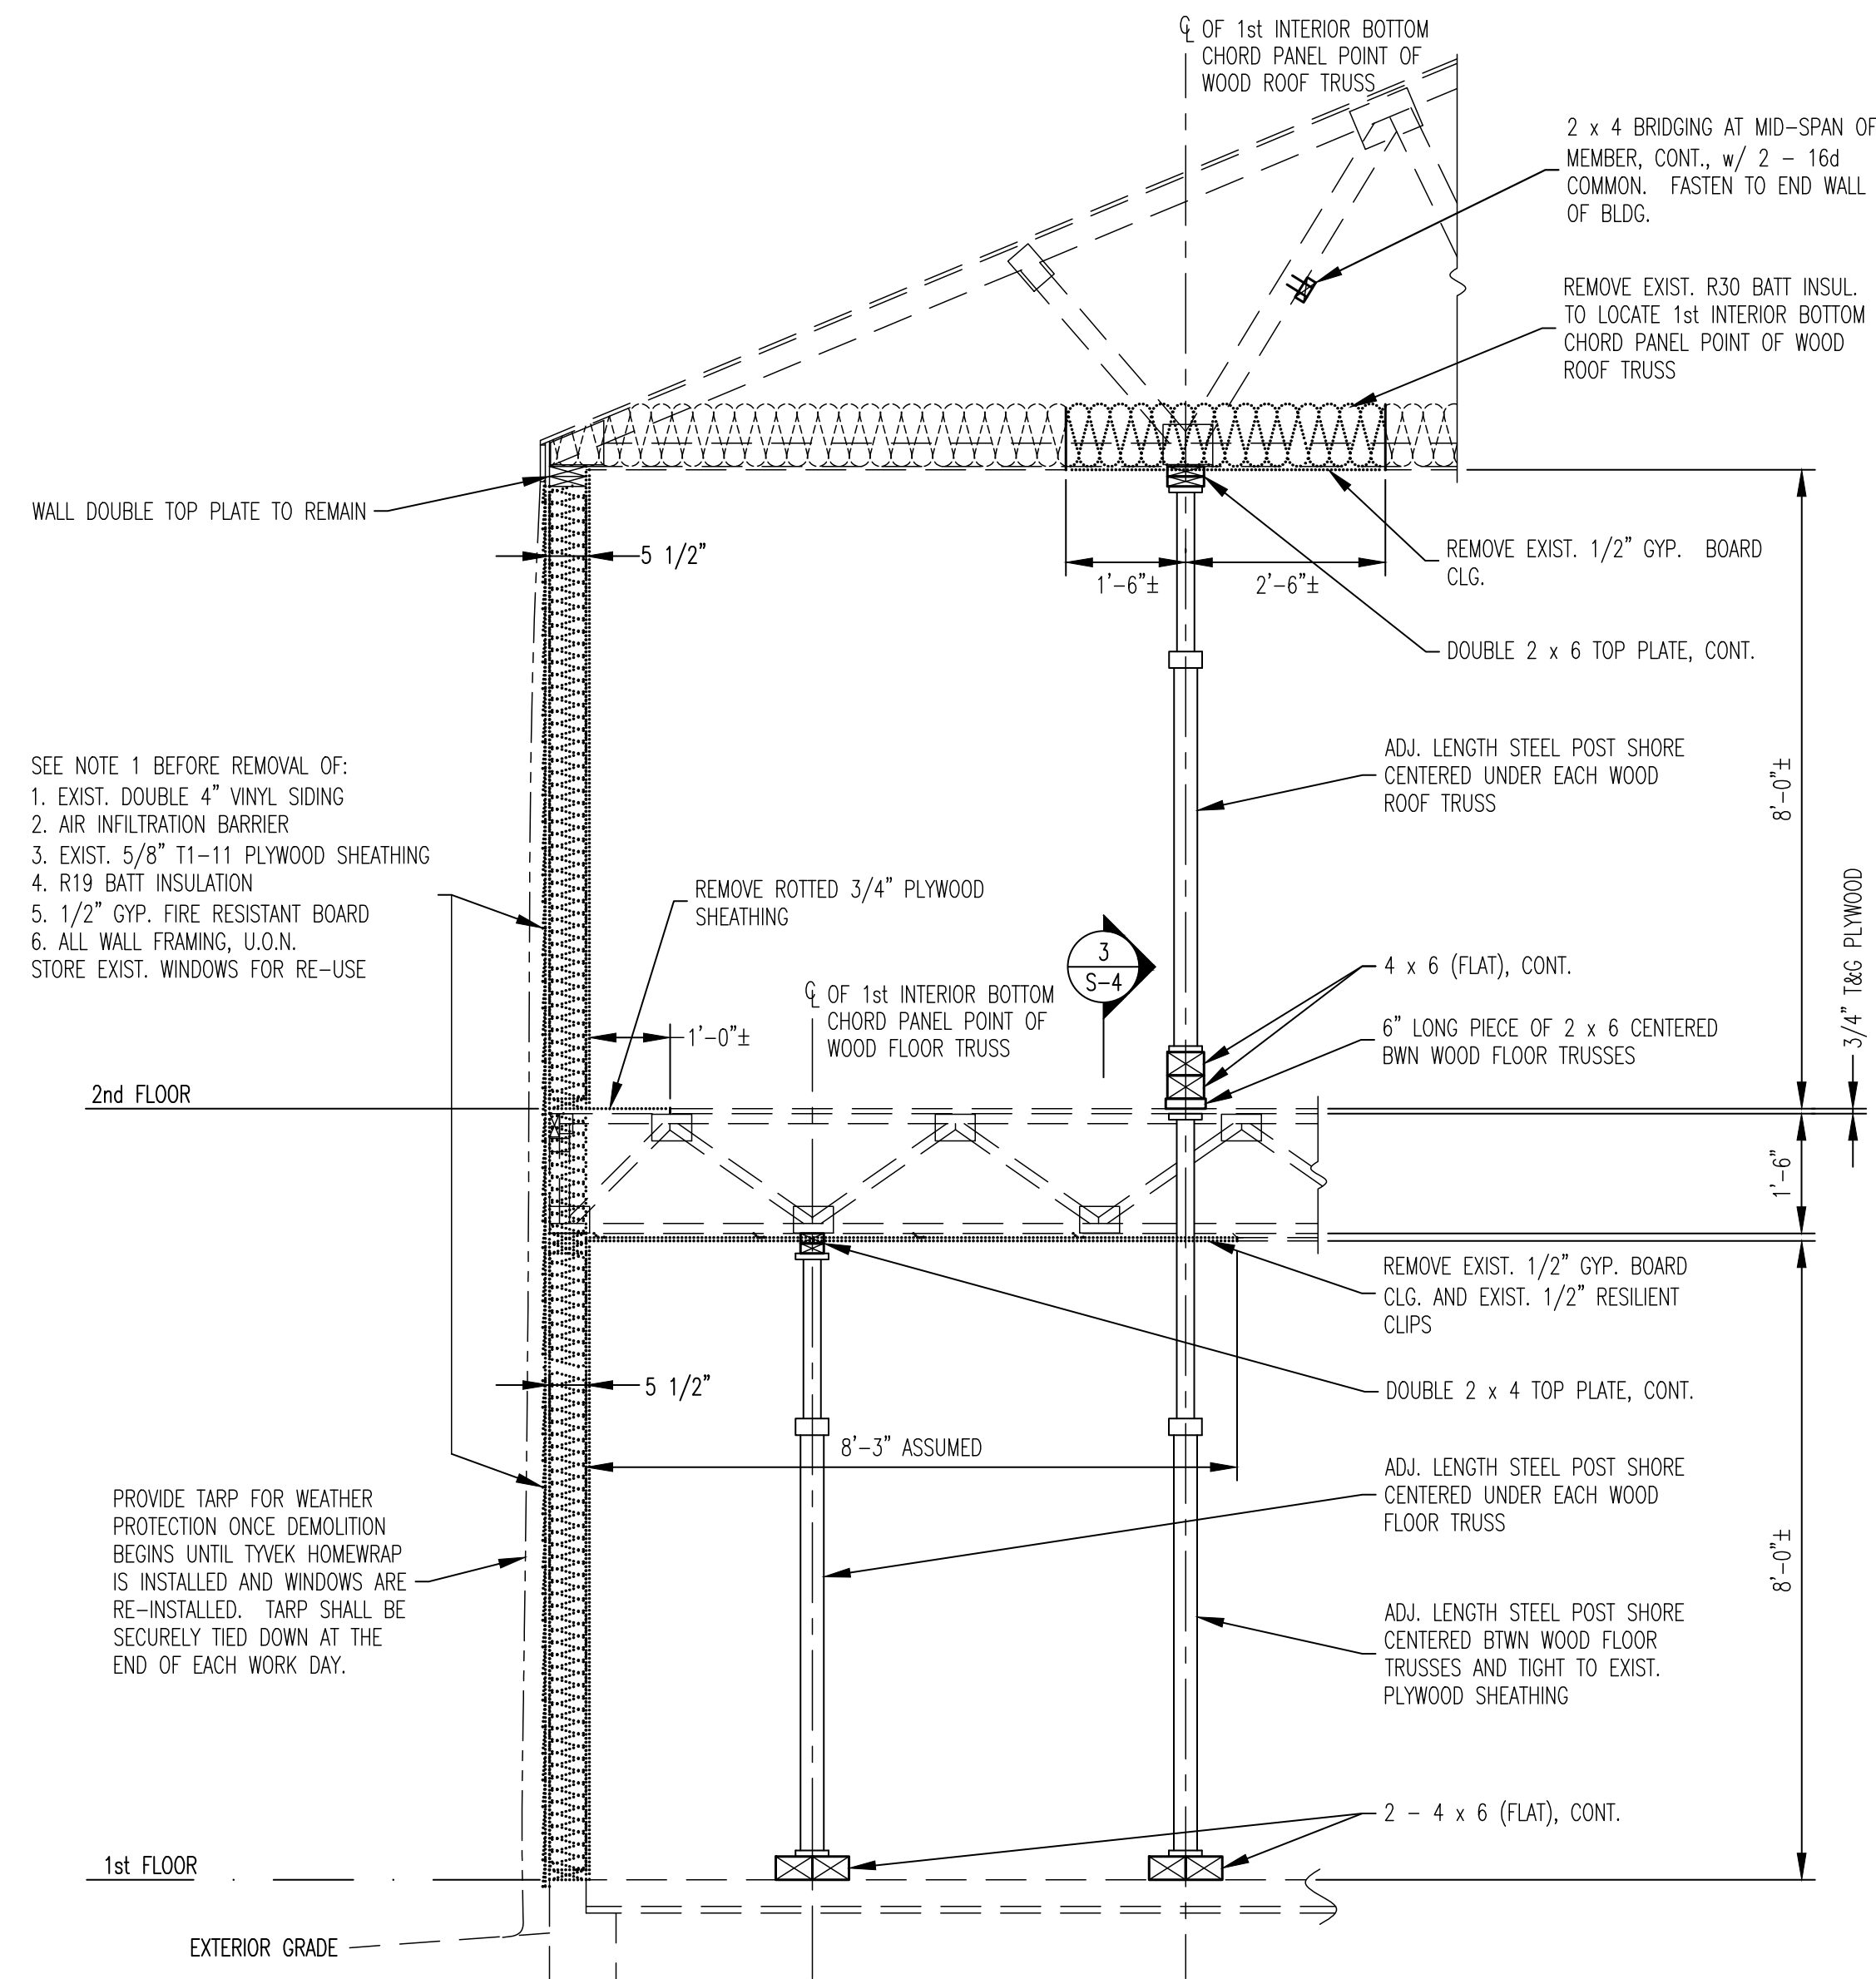 ℄ OF 1st INTERIOR BOTTOM
CHORD PANEL POINT OF
WOOD ROOF TRUSS
2 x 4 BRIDGING AT MID-SPAN OF
MEMBER, CONT., w/ 2 - 16d
COMMON. FASTEN TO END WALL
OF BLDG.
REMOVE EXIST. R30 BATT INSUL.
TO LOCATE 1st INTERIOR BOTTOM
CHORD PANEL POINT OF WOOD
ROOF TRUSS
WALL DOUBLE TOP PLATE TO REMAIN
5 1/2"
1'-6"±
2'-6"±
REMOVE EXIST. 1/2" GYP. BOARD
CLG.
DOUBLE 2 x 6 TOP PLATE, CONT.
ADJ. LENGTH STEEL POST SHORE
CENTERED UNDER EACH WOOD
ROOF TRUSS
8'-0"±
SEE NOTE 1 BEFORE REMOVAL OF:
1. EXIST. DOUBLE 4" VINYL SIDING
2. AIR INFILTRATION BARRIER
3. EXIST. 5/8" T1-11 PLYWOOD SHEATHING
4. R19 BATT INSULATION
5. 1/2" GYP. FIRE RESISTANT BOARD
6. ALL WALL FRAMING, U.O.N.
STORE EXIST. WINDOWS FOR RE-USE
REMOVE ROTTED 3/4" PLYWOOD
SHEATHING
3
S-4
4 x 6 (FLAT), CONT.
3/4" T&G PLYWOOD
℄ OF 1st INTERIOR BOTTOM
CHORD PANEL POINT OF
WOOD FLOOR TRUSS
1'-0"±
6" LONG PIECE OF 2 x 6 CENTERED
BWN WOOD FLOOR TRUSSES
2nd FLOOR
1'-6"
REMOVE EXIST. 1/2" GYP. BOARD
CLG. AND EXIST. 1/2" RESILIENT
CLIPS
5 1/2"
DOUBLE 2 x 4 TOP PLATE, CONT.
8'-3" ASSUMED
ADJ. LENGTH STEEL POST SHORE
CENTERED UNDER EACH WOOD
FLOOR TRUSS
8'-0"±
PROVIDE TARP FOR WEATHER
PROTECTION ONCE DEMOLITION
BEGINS UNTIL TYVEK HOMEWRAP
IS INSTALLED AND WINDOWS ARE
RE-INSTALLED. TARP SHALL BE
SECURELY TIED DOWN AT THE
END OF EACH WORK DAY.
ADJ. LENGTH STEEL POST SHORE
CENTERED BTWN WOOD FLOOR
TRUSSES AND TIGHT TO EXIST.
PLYWOOD SHEATHING
2 - 4 x 6 (FLAT), CONT.
1st FLOOR
EXTERIOR GRADE